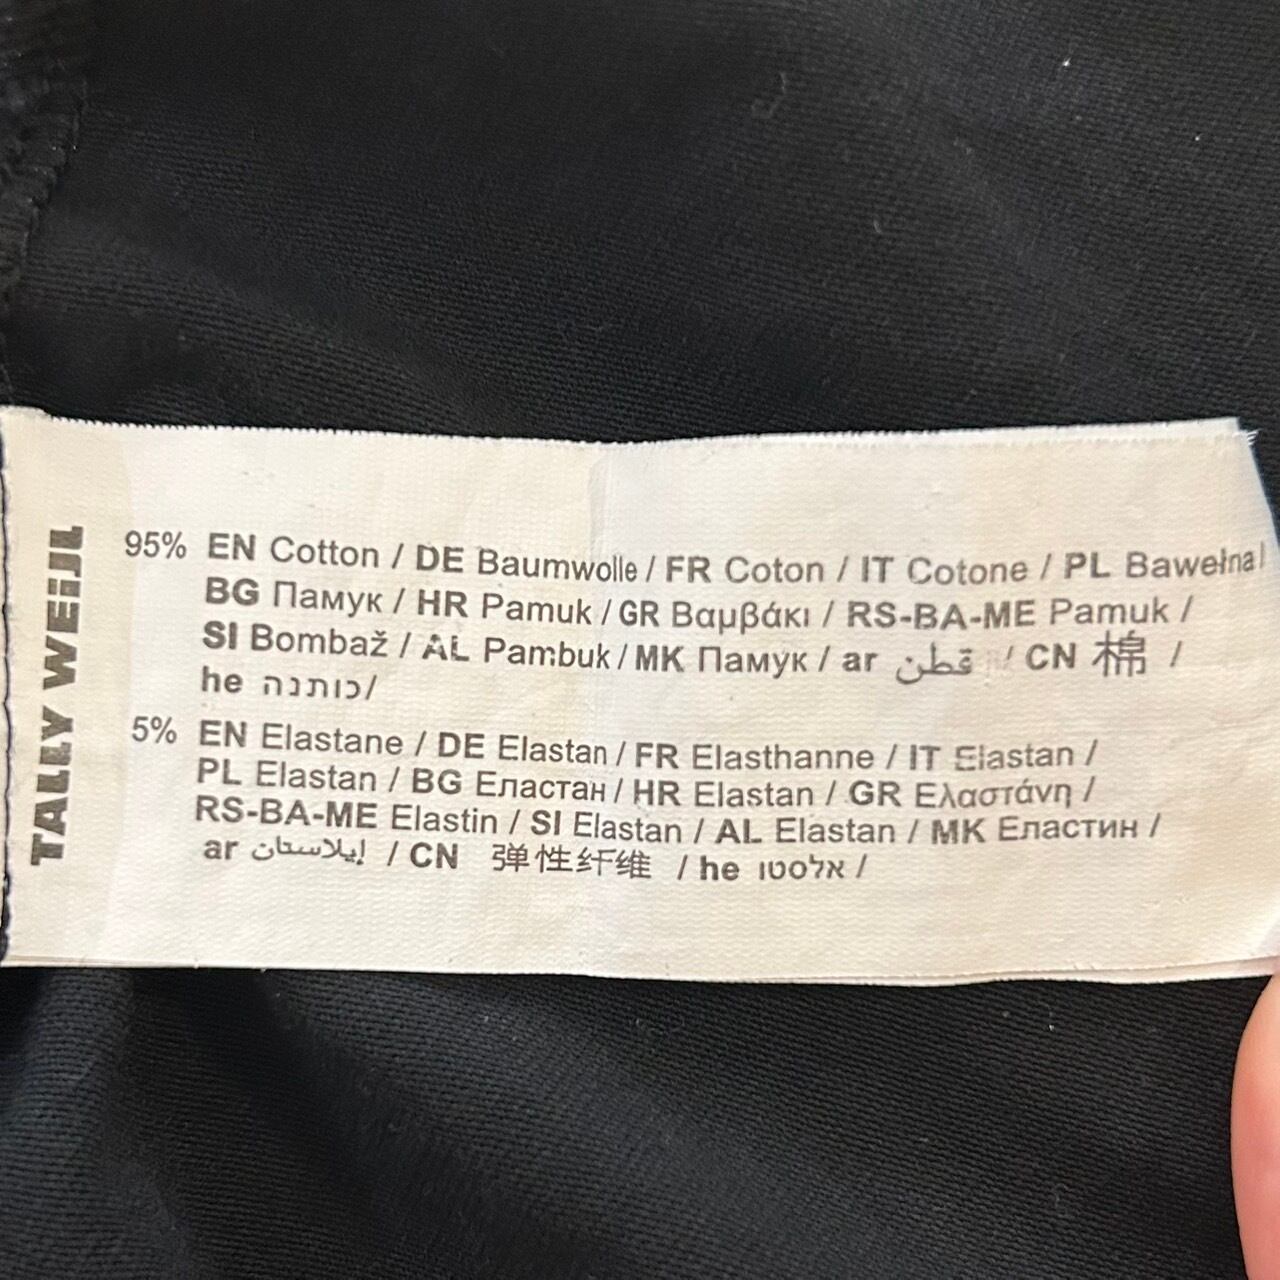 TALLY WEiJL
95% EN Cotton / DE Baumwolle / FR Coton / IT Cotone / PL Bawełna/
BG Памук / HR Pamuk / GR Βαμβάκι / RS-BA-ME Pamuk /
SI Bombaž / AL Pambuk / MK Памук / ar قطن / CN 棉 /
he כותנה /
5% EN Elastane / DE Elastan / FR Elasthanne / IT Elastan /
PL Elastan / BG Еластан / HR Elastan / GR Ελαστάνη /
RS-BA-ME Elastin / SI Elastan / AL Elastan / MK Еластин /
ar إيلاستان / CN 弹性纤维 / he אלסטו /